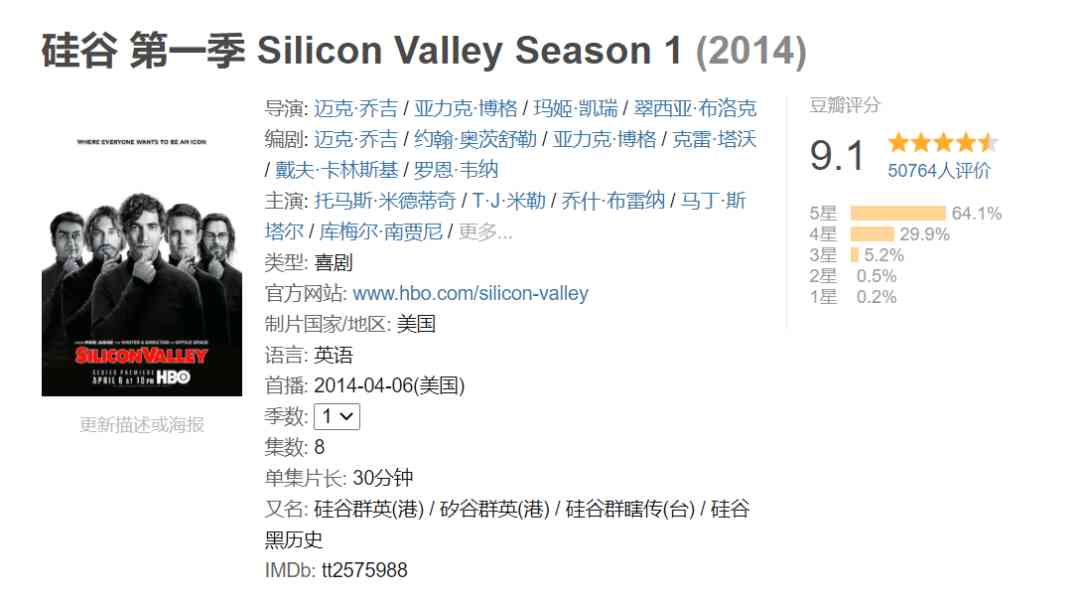 硅谷 第一季 Silicon Valley Season 1 (2014)
WHERE EVERYONE WANTS TO BE AN ICON
SILICON VALLEY
SERIES PREMIERE
APRIL 6 AT 10PM HBO
更新描述或海报
导演: 迈克·乔吉 / 亚力克·博格 / 玛姬·凯瑞 / 翠西亚·布洛克
编剧: 迈克·乔吉 / 约翰·奥茨舒勒 / 亚力克·博格 / 克雷·塔沃
/ 戴夫·卡林斯基 / 罗恩·韦纳
主演: 托马斯·米德蒂奇 / T·J·米勒 / 乔什·布雷纳 / 马丁·斯
塔尔 / 库梅尔·南贾尼 / 更多...
类型: 喜剧
官方网站: www.hbo.com/silicon-valley
制片国家/地区: 美国
语言: 英语
首播: 2014-04-06(美国)
季数: 1
集数: 8
单集片长: 30分钟
又名: 硅谷群英(港) / 矽谷群英(港) / 硅谷群瞎传(台) / 硅谷
黑历史
IMDb: tt2575988
豆瓣评分
9.1
50764人评价
5星 64.1%
4星 29.9%
3星 5.2%
2星 0.5%
1星 0.2%